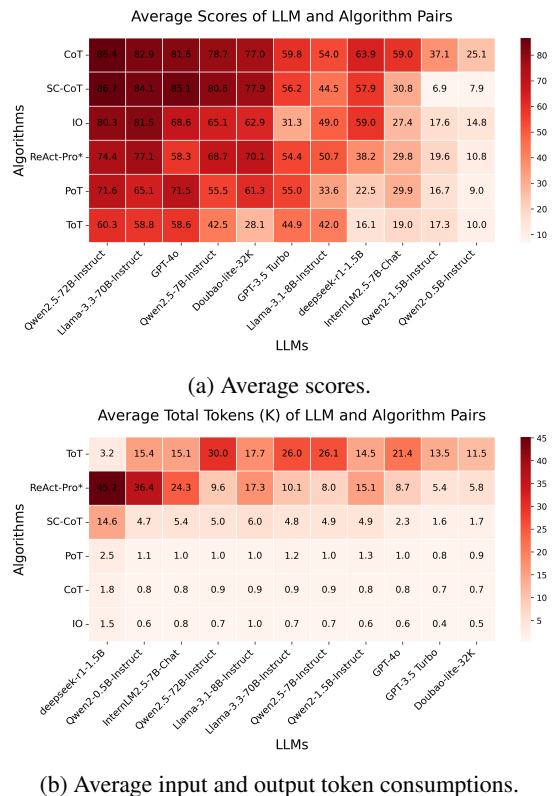 Average Scores of LLM and Algorithm Pairs
Algorithms
CoT 86.4 82.9 81.6 78.7 77.0 59.8 54.0 63.9 59.0 37.1 25.1
SC-CoT 86.7 84.1 85.1 80.6 77.9 56.2 44.5 57.9 30.8 6.9 7.9
IO 80.3 81.5 68.6 65.1 62.9 31.3 49.0 59.0 27.4 17.6 14.8
ReAct-Pro* 74.4 77.1 58.3 68.7 70.1 54.4 50.7 38.2 29.8 19.6 10.8
PoT 71.6 65.1 71.5 55.5 61.3 55.0 33.6 22.5 29.9 16.7 9.0
ToT 60.3 58.8 58.6 42.5 28.1 44.9 42.0 16.1 19.0 17.3 10.0
Qwen2.5-72B-Instruct
Llama-3.3-70B-Instruct
GPT-4o
Qwen2.5-7B-Instruct
Doubao-lite-32K
GPT-3.5 Turbo
Llama-3.1-8B-Instruct
deepseek-r1-1.5B
InternLM2.5-7B-Chat
Qwen2-1.5B-Instruct
Qwen2-0.5B-Instruct
LLMs
80
70
60
50
40
30
20
10
(a) Average scores.
Average Total Tokens (K) of LLM and Algorithm Pairs
Algorithms
ToT 3.2 15.4 15.1 30.0 17.7 26.0 26.1 14.5 21.4 13.5 11.5
ReAct-Pro* 45.2 36.4 24.3 9.6 17.3 10.1 8.0 15.1 8.7 5.4 5.8
SC-CoT 14.6 4.7 5.4 5.0 6.0 4.8 4.9 4.9 2.3 1.6 1.7
PoT 2.5 1.1 1.0 1.0 1.0 1.2 1.0 1.3 1.0 0.8 0.9
CoT 1.8 0.8 0.8 0.9 0.9 0.9 0.9 0.8 0.8 0.7 0.7
IO 1.5 0.6 0.8 0.7 1.0 0.7 0.7 0.6 0.6 0.4 0.5
deepseek-r1-1.5B
Qwen2-0.5B-Instruct
InternLM2.5-7B-Chat
Qwen2.5-72B-Instruct
Llama-3.1-8B-Instruct
Llama-3.3-70B-Instruct
Qwen2.5-7B-Instruct
Qwen2-1.5B-Instruct
GPT-4o
GPT-3.5 Turbo
Doubao-lite-32K
LLMs
45
40
35
30
25
20
15
10
5
(b) Average input and output token consumptions.